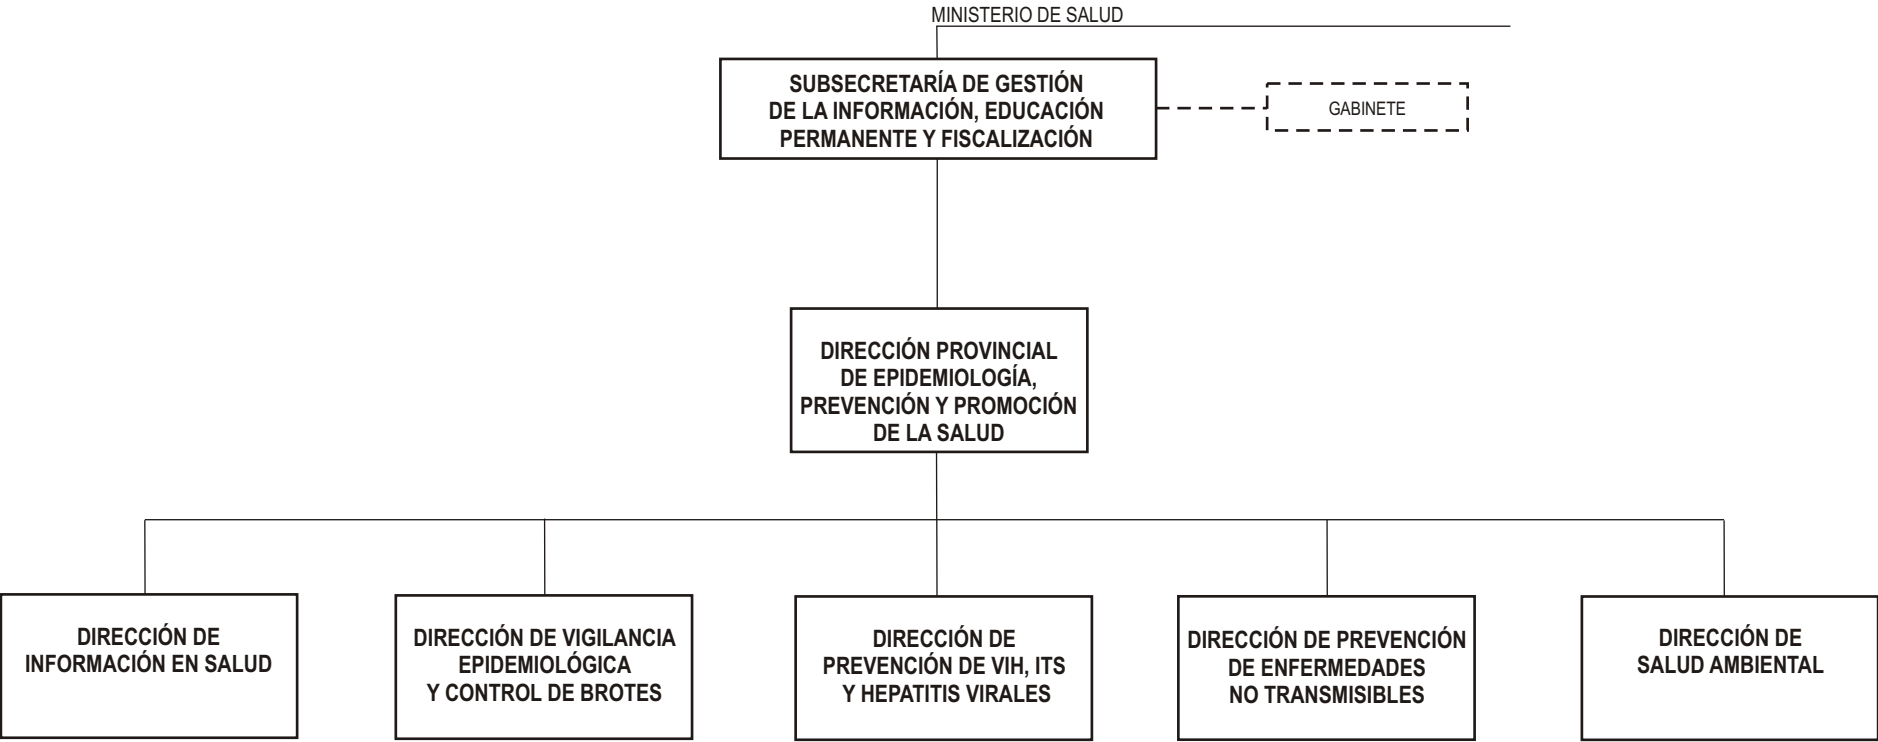 MINISTERIO DE SALUD
SUBSECRETARÍA DE GESTIÓN
DE LA INFORMACIÓN, EDUCACIÓN
PERMANENTE Y FISCALIZACIÓN
GABINETE
DIRECCIÓN PROVINCIAL
DE EPIDEMIOLOGÍA,
PREVENCIÓN Y PROMOCIÓN
DE LA SALUD
DIRECCIÓN DE
INFORMACIÓN EN SALUD
DIRECCIÓN DE VIGILANCIA
EPIDEMIOLÓGICA
Y CONTROL DE BROTES
DIRECCIÓN DE
PREVENCIÓN DE VIH, ITS
Y HEPATITIS VIRALES
DIRECCIÓN DE PREVENCIÓN
DE ENFERMEDADES
NO TRANSMISIBLES
DIRECCIÓN DE
SALUD AMBIENTAL